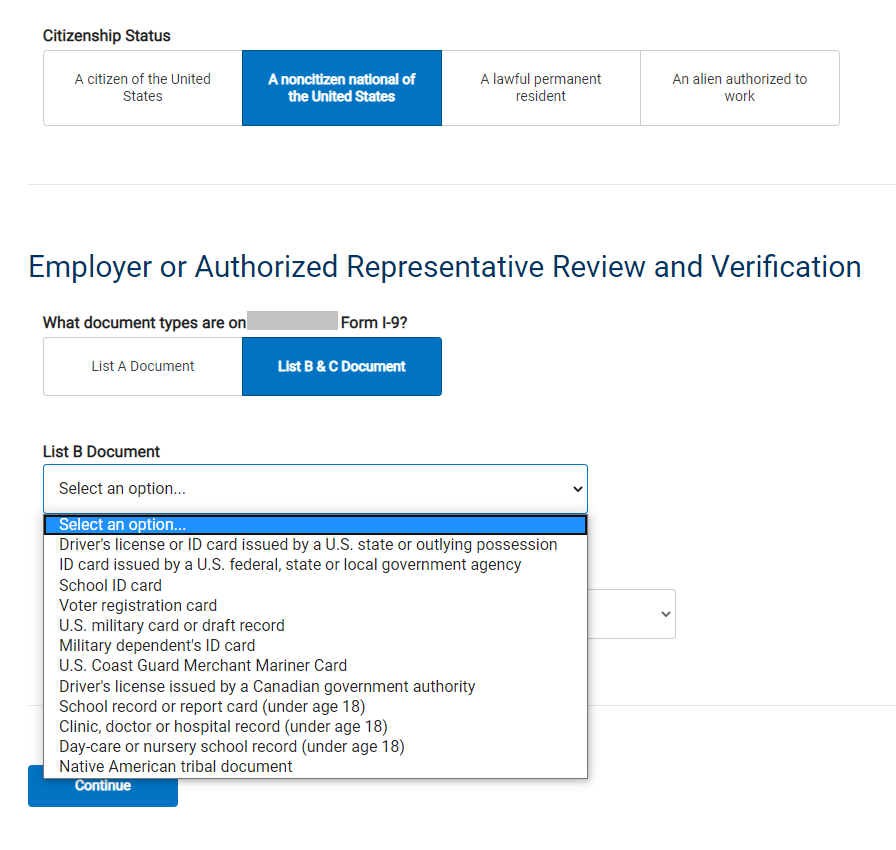 Citizenship Status
A citizen of the United
States
A noncitizen national of
the United States
A lawful permanent
resident
An alien authorized to
work
Employer or Authorized Representative Review and Verification
What document types are on Form I-9?
List A Document
List B & C Document
List B Document
Select an option...
Select an option...
Driver's license or ID card issued by a U.S. state or outlying possession
ID card issued by a U.S. federal, state or local government agency
School ID card
Voter registration card
U.S. military card or draft record
Military dependent's ID card
U.S. Coast Guard Merchant Mariner Card
Driver's license issued by a Canadian government authority
School record or report card (under age 18)
Clinic, doctor or hospital record (under age 18)
Day-care or nursery school record (under age 18)
Native American tribal document
Continue